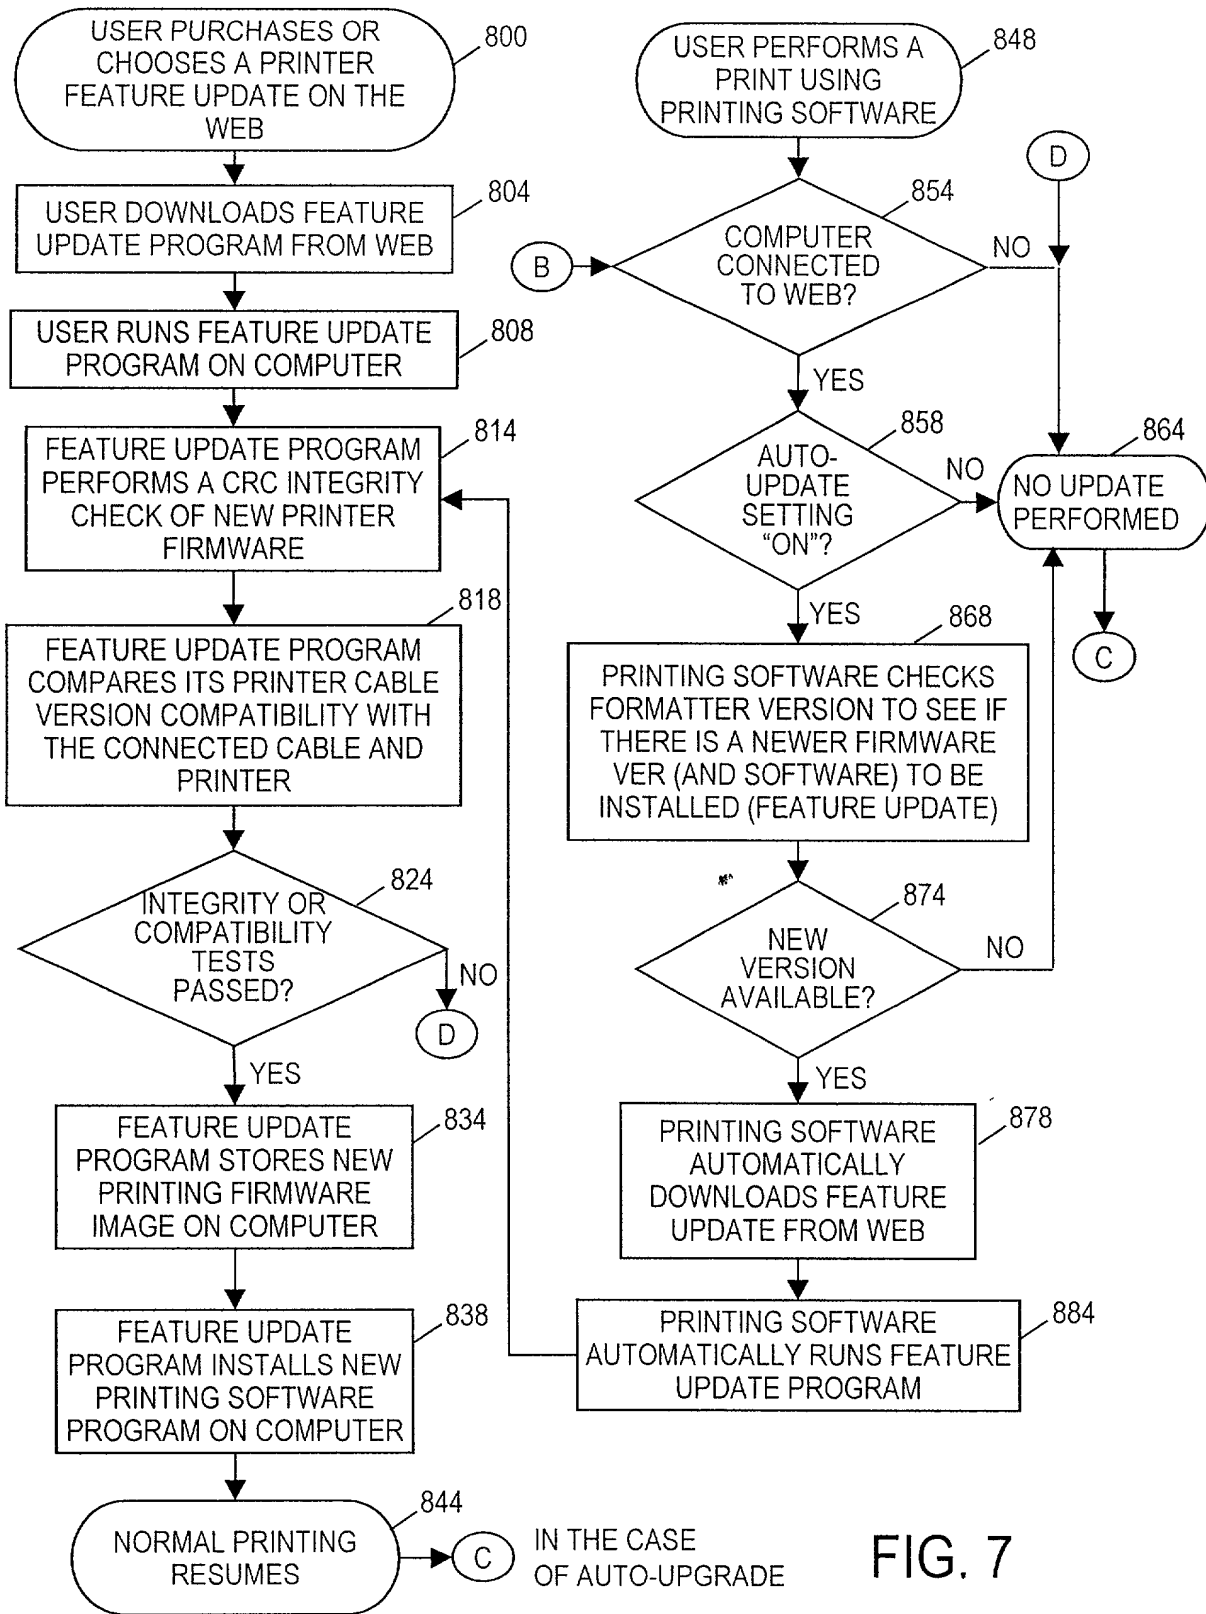 USER PURCHASES OR
CHOOSES A PRINTER
FEATURE UPDATE ON THE
WEB
800
USER DOWNLOADS FEATURE
UPDATE PROGRAM FROM WEB
804
USER RUNS FEATURE UPDATE
PROGRAM ON COMPUTER
808
FEATURE UPDATE PROGRAM
PERFORMS A CRC INTEGRITY
CHECK OF NEW PRINTER
FIRMWARE
814
FEATURE UPDATE PROGRAM
COMPARES ITS PRINTER CABLE
VERSION COMPATIBILITY WITH
THE CONNECTED CABLE AND
PRINTER
818
INTEGRITY OR
COMPATIBILITY
TESTS
PASSED?
824
NO
D
YES
FEATURE UPDATE
PROGRAM STORES NEW
PRINTING FIRMWARE
IMAGE ON COMPUTER
834
FEATURE UPDATE
PROGRAM INSTALLS NEW
PRINTING SOFTWARE
PROGRAM ON COMPUTER
838
NORMAL PRINTING
RESUMES
844
C
IN THE CASE
OF AUTO-UPGRADE
USER PERFORMS A
PRINT USING
PRINTING SOFTWARE
848
D
B
COMPUTER
CONNECTED
TO WEB?
854
NO
YES
AUTO-
UPDATE
SETTING
“ON”?
858
NO
NO UPDATE
PERFORMED
864
C
YES
PRINTING SOFTWARE CHECKS
FORMATTER VERSION TO SEE IF
THERE IS A NEWER FIRMWARE
VER (AND SOFTWARE) TO BE
INSTALLED (FEATURE UPDATE)
868
NEW
VERSION
AVAILABLE?
874
NO
YES
PRINTING SOFTWARE
AUTOMATICALLY
DOWNLOADS FEATURE
UPDATE FROM WEB
878
PRINTING SOFTWARE
AUTOMATICALLY RUNS FEATURE
UPDATE PROGRAM
884
FIG. 7